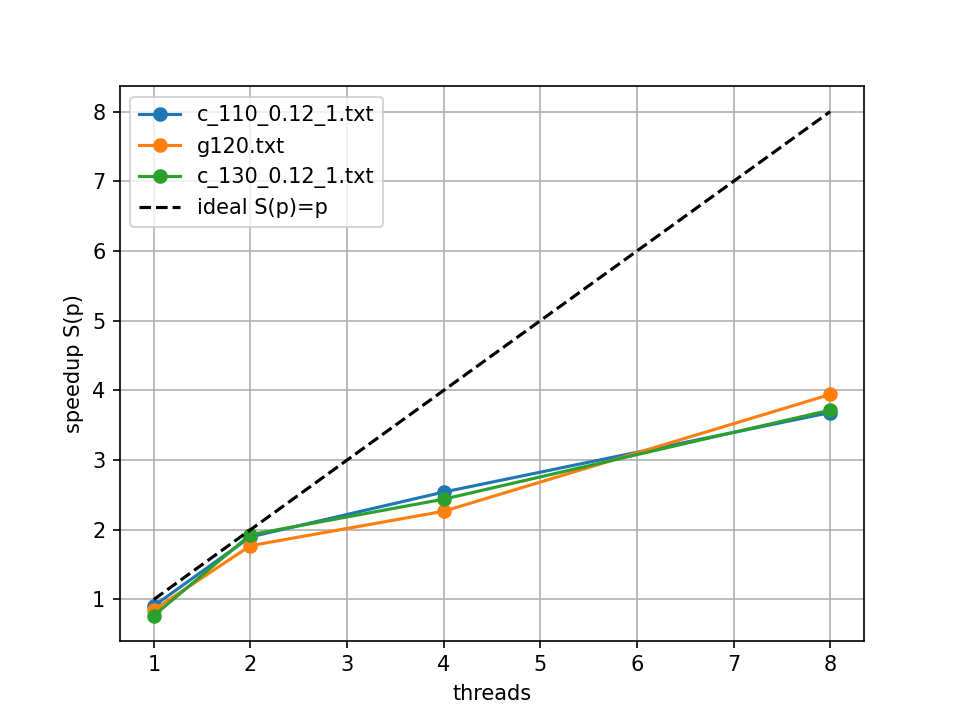 c_110_0.12_1.txt
g120.txt
c_130_0.12_1.txt
ideal S(p)=p
8
7
6
5
4
3
2
1
speedup S(p)
1 2 3 4 5 6 7 8
threads